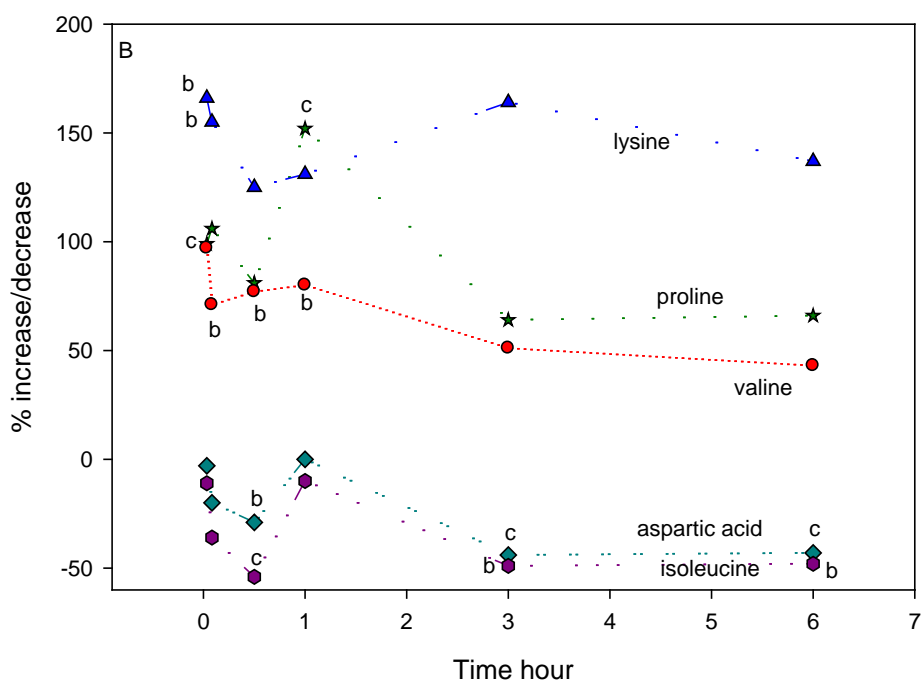 200
B
b
c
b
150
lysine
c
100
proline
b
b
b
50
valine
0
b
c
c
aspartic acid
c
b
isoleucine
b
-50
0
1
2
3
4
5
6
7
% increase/decrease
Time hour